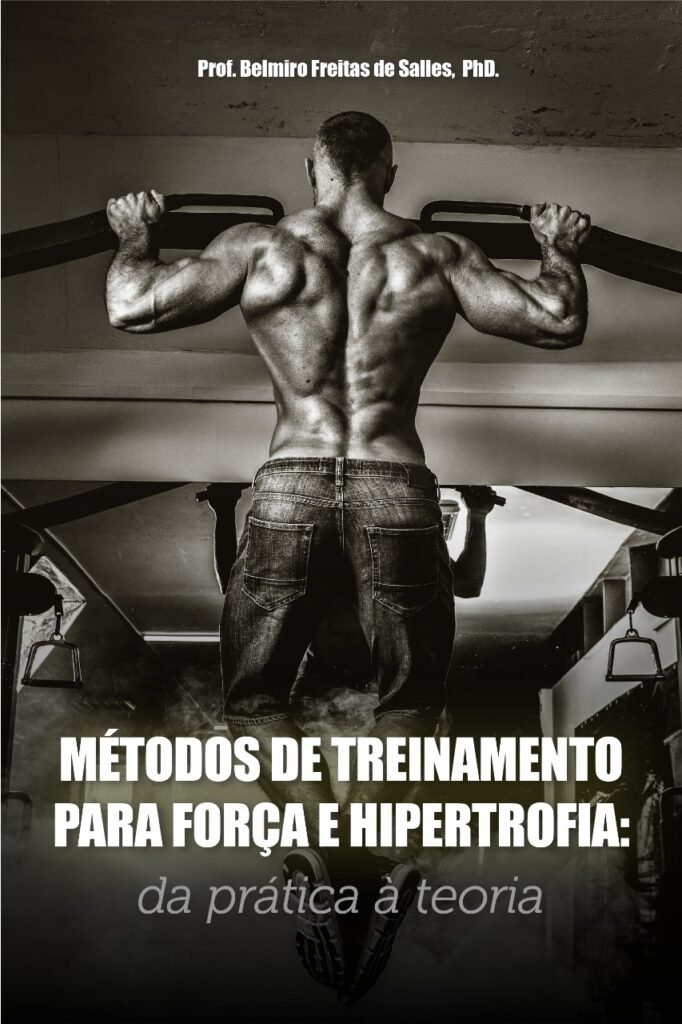 Prof. Belmiro Freitas de Salles, PhD.
MÉTODOS DE TREINAMENTO
PARA FORÇA E HIPERTROFIA:
da prática à teoria